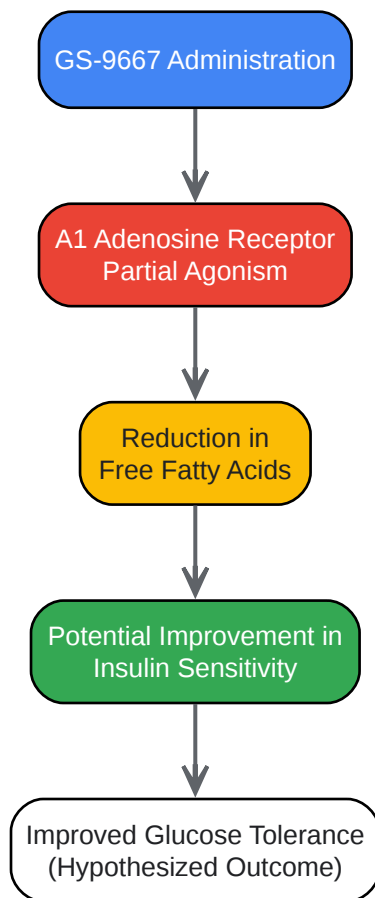 GS-9667 Administration
A1 Adenosine Receptor
Partial Agonism
Reduction in
Free Fatty Acids
Potential Improvement in
Insulin Sensitivity
Improved Glucose Tolerance
(Hypothesized Outcome)